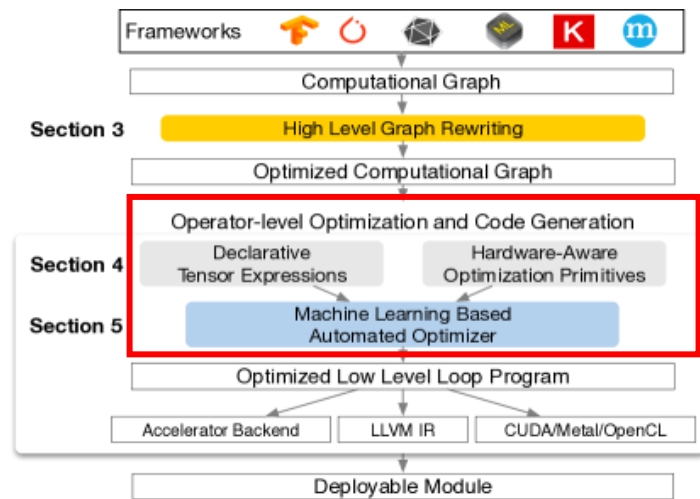 Frameworks ML K m
Computational Graph
Section 3 High Level Graph Rewriting
Optimized Computational Graph
Operator-level Optimization and Code Generation
Section 4
Declarative
Tensor Expressions
Hardware-Aware
Optimization Primitives
Section 5
Machine Learning Based
Automated Optimizer
Optimized Low Level Loop Program
Accelerator Backend LLVM IR CUDA/Metal/OpenCL
Deployable Module